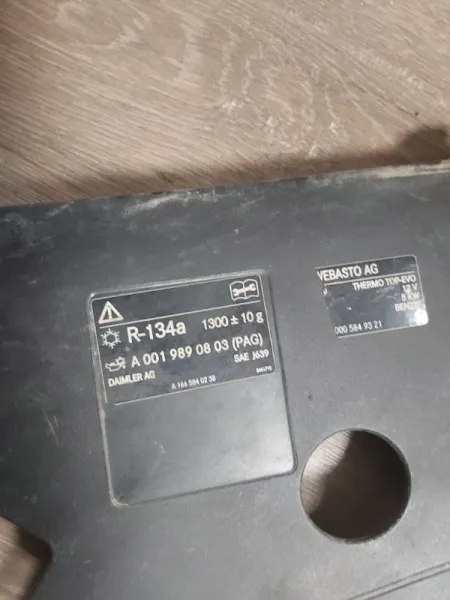 R-134a 1300 ± 10 g
A 001 989 08 03 (PAG)
DAIMLER AG SAE J639
A 166 584 02 38
VEBASTO AG
THERMO TOP-EVO
12 V
5 KW
BENZIN
000 584 93 21